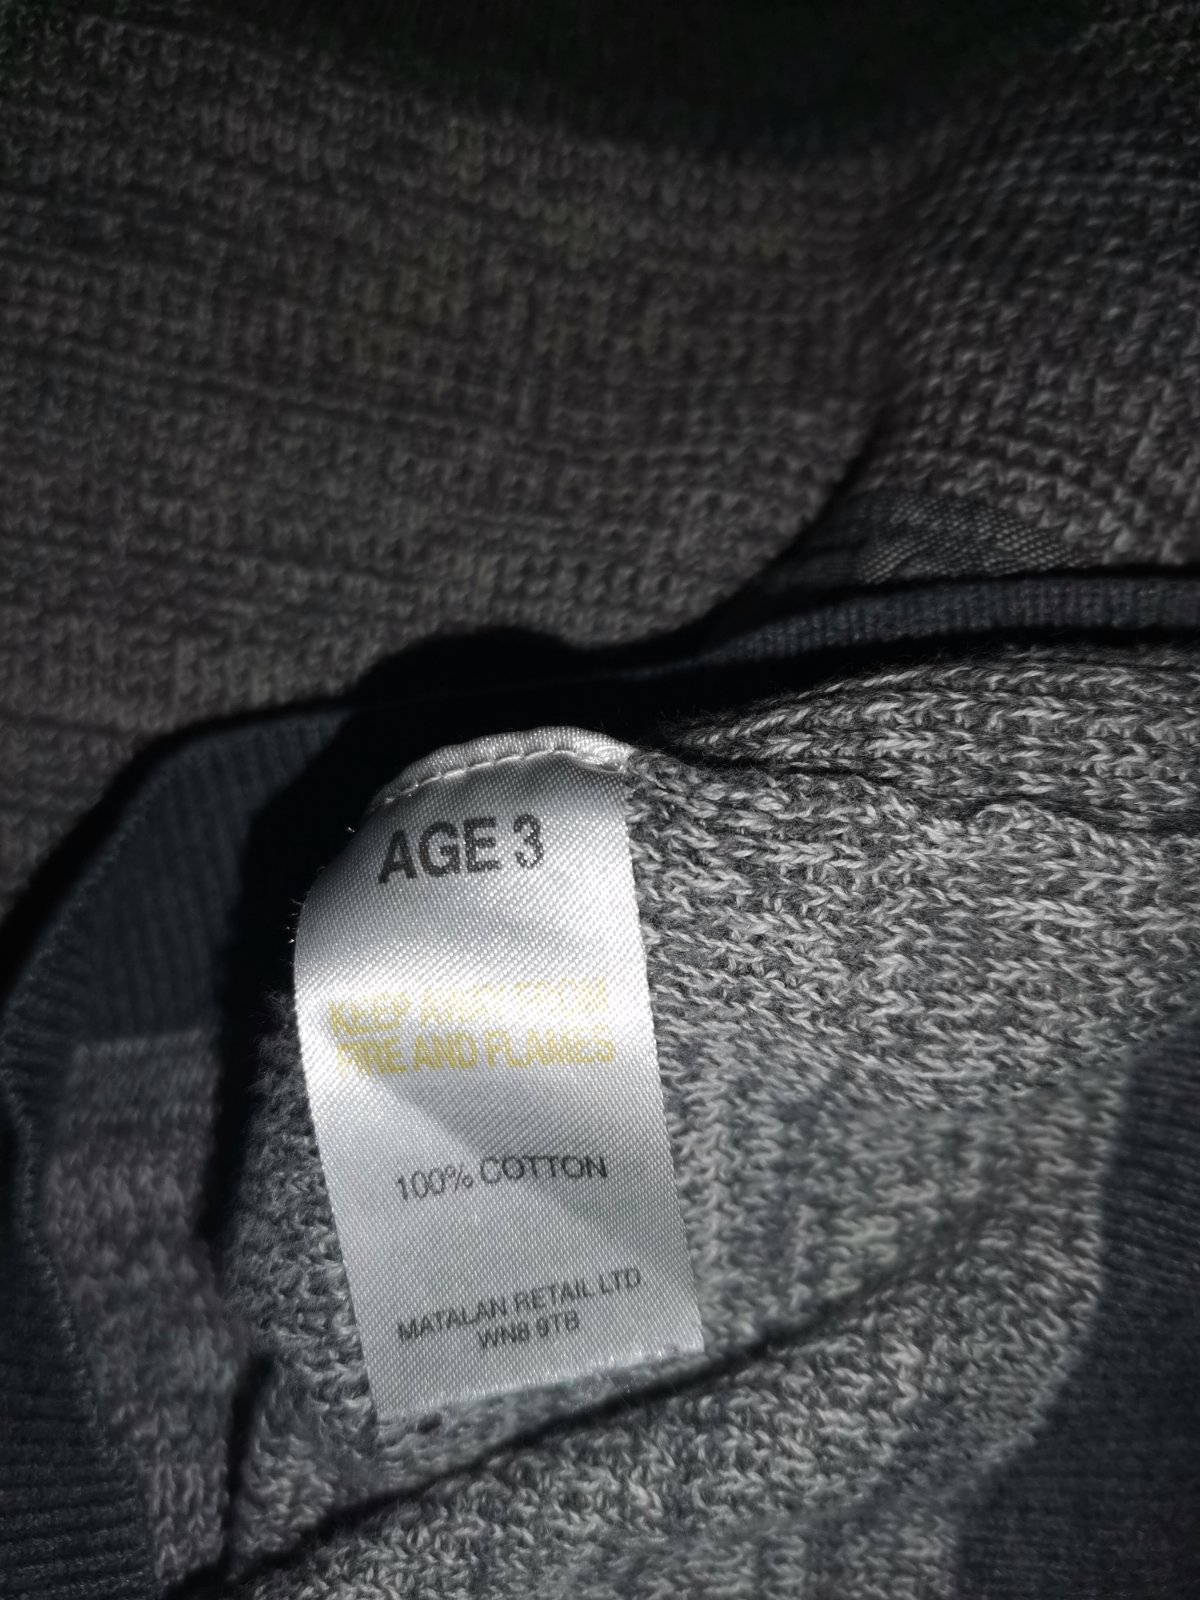 AGE 3
KEEP AWAY FROM
FIRE AND FLAMES
100% COTTON
MATALAN RETAIL LTD
WN8 9TB